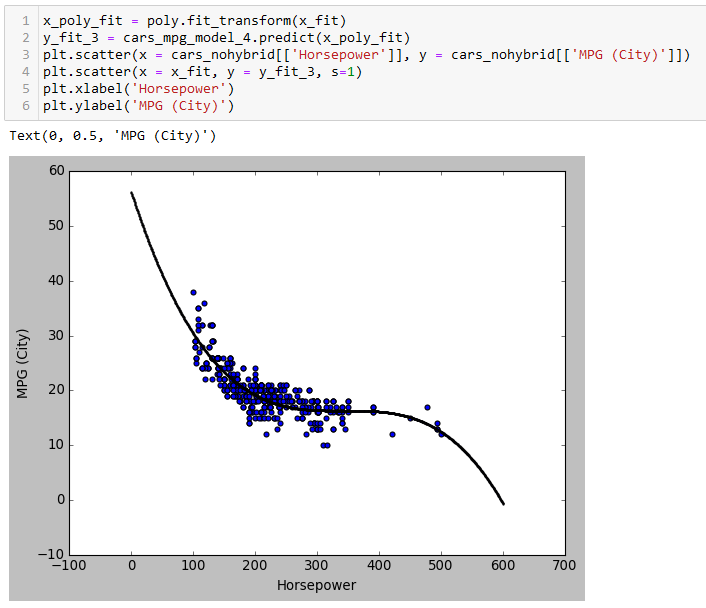 1 x_poly_fit = poly.fit_transform(x_fit)
2 y_fit_3 = cars_mpg_model_4.predict(x_poly_fit)
3 plt.scatter(x = cars_nohybrid[['Horsepower']], y = cars_nohybrid[['MPG (City)']])
4 plt.scatter(x = x_fit, y = y_fit_3, s=1)
5 plt.xlabel('Horsepower')
6 plt.ylabel('MPG (City)')
Text(0, 0.5, 'MPG (City)')
60
50
40
30
20
10
0
−10
MPG (City)
−100 0 100 200 300 400 500 600 700
Horsepower